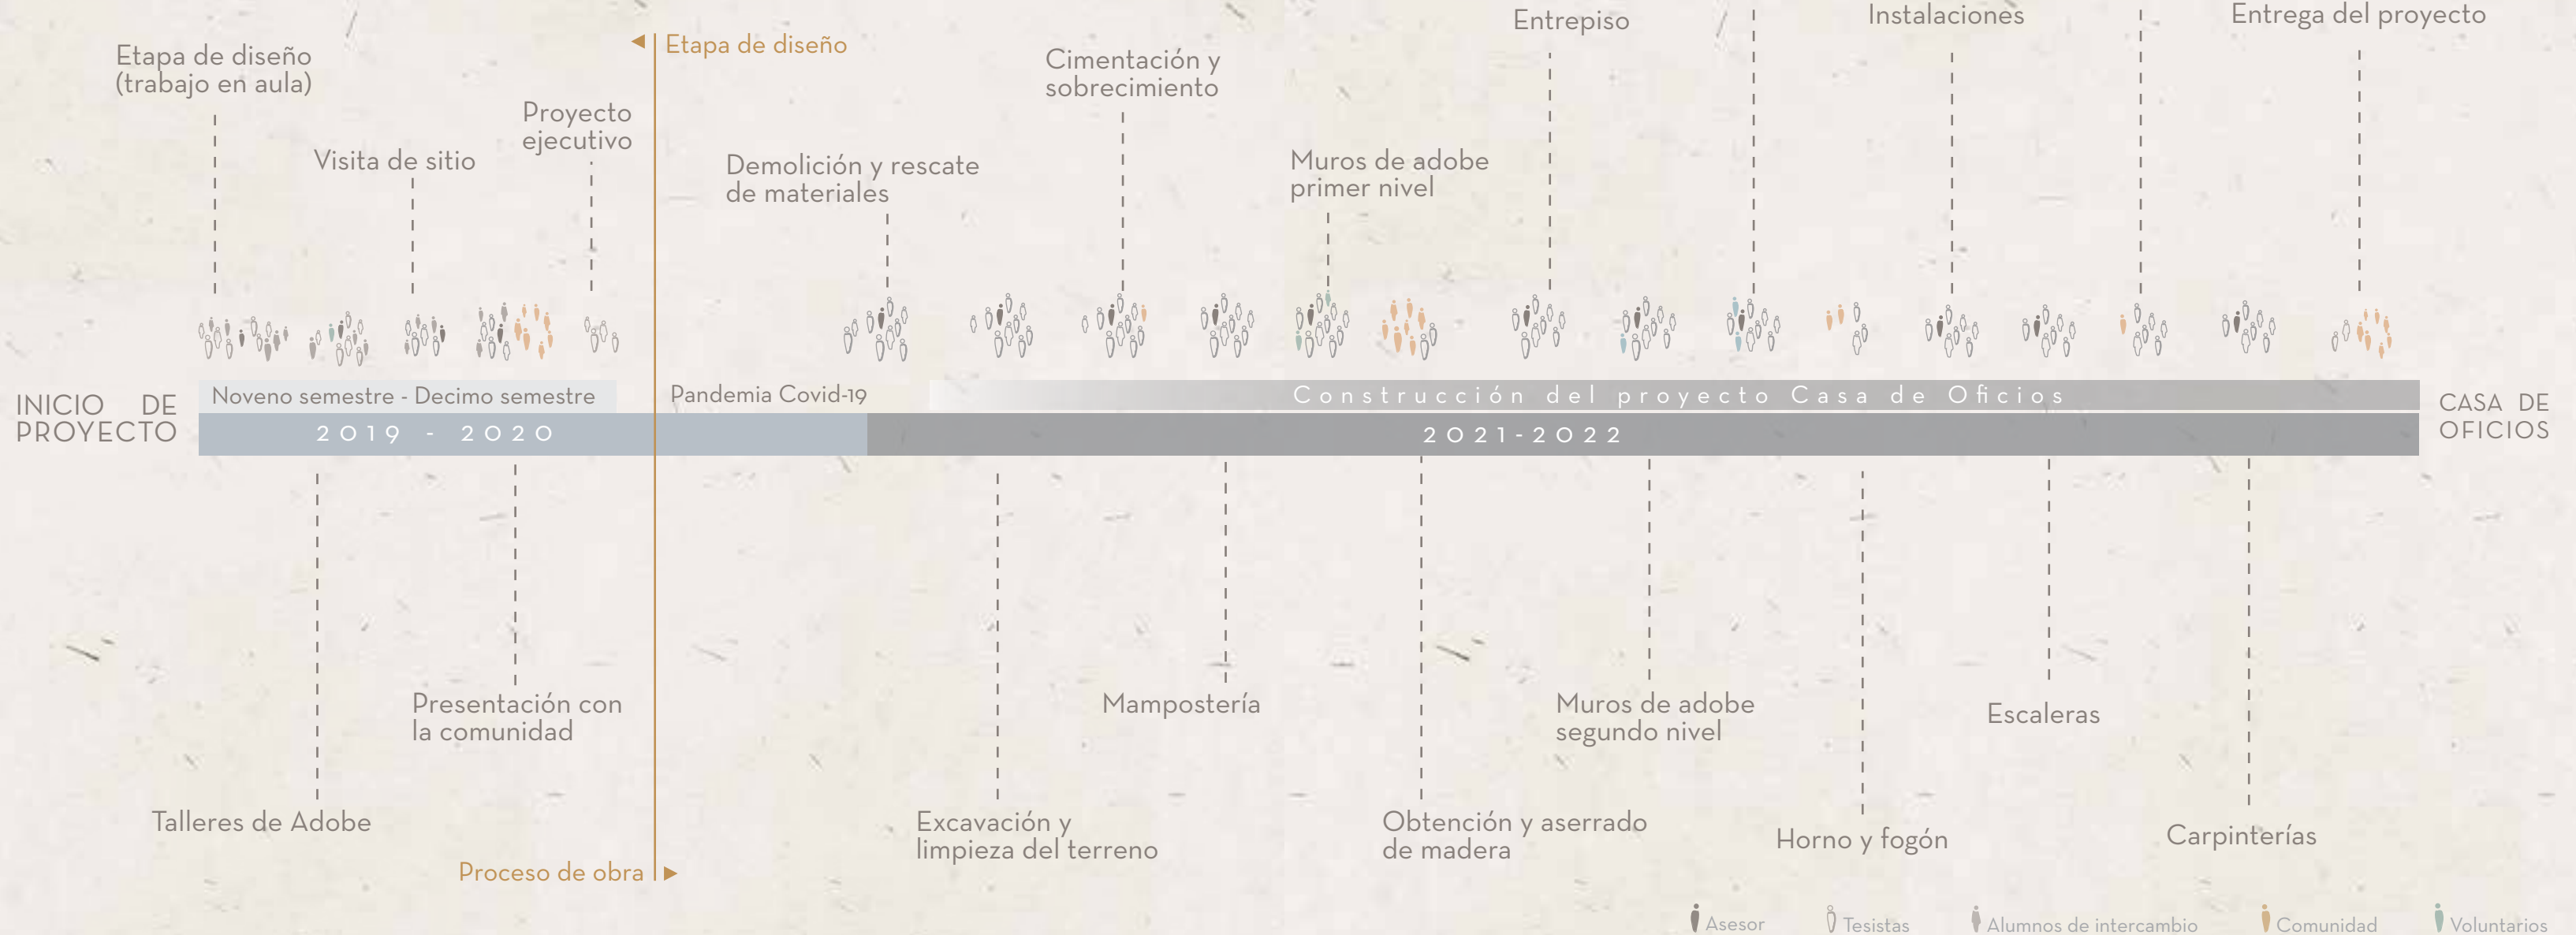 Entrepiso
Instalaciones
Entrega del proyecto
Etapa de diseño
(trabajo en aula)
◀ Etapa de diseño
Cimentación y
sobrecimiento
Proyecto
ejecutivo
Visita de sitio
Demolición y rescate
de materiales
Muros de adobe
primer nivel
INICIO DE
PROYECTO
Noveno semestre - Decimo semestre
Pandemia Covid-19
Construcción del proyecto Casa de Oficios
2019 - 2020
2021-2022
CASA DE
OFICIOS
Presentación con
la comunidad
Mampostería
Muros de adobe
segundo nivel
Escaleras
Talleres de Adobe
Excavación y
limpieza del terreno
Obtención y aserrado
de madera
Horno y fogón
Carpinterías
Proceso de obra ▶
Asesor
Tesistas
Alumnos de intercambio
Comunidad
Voluntarios